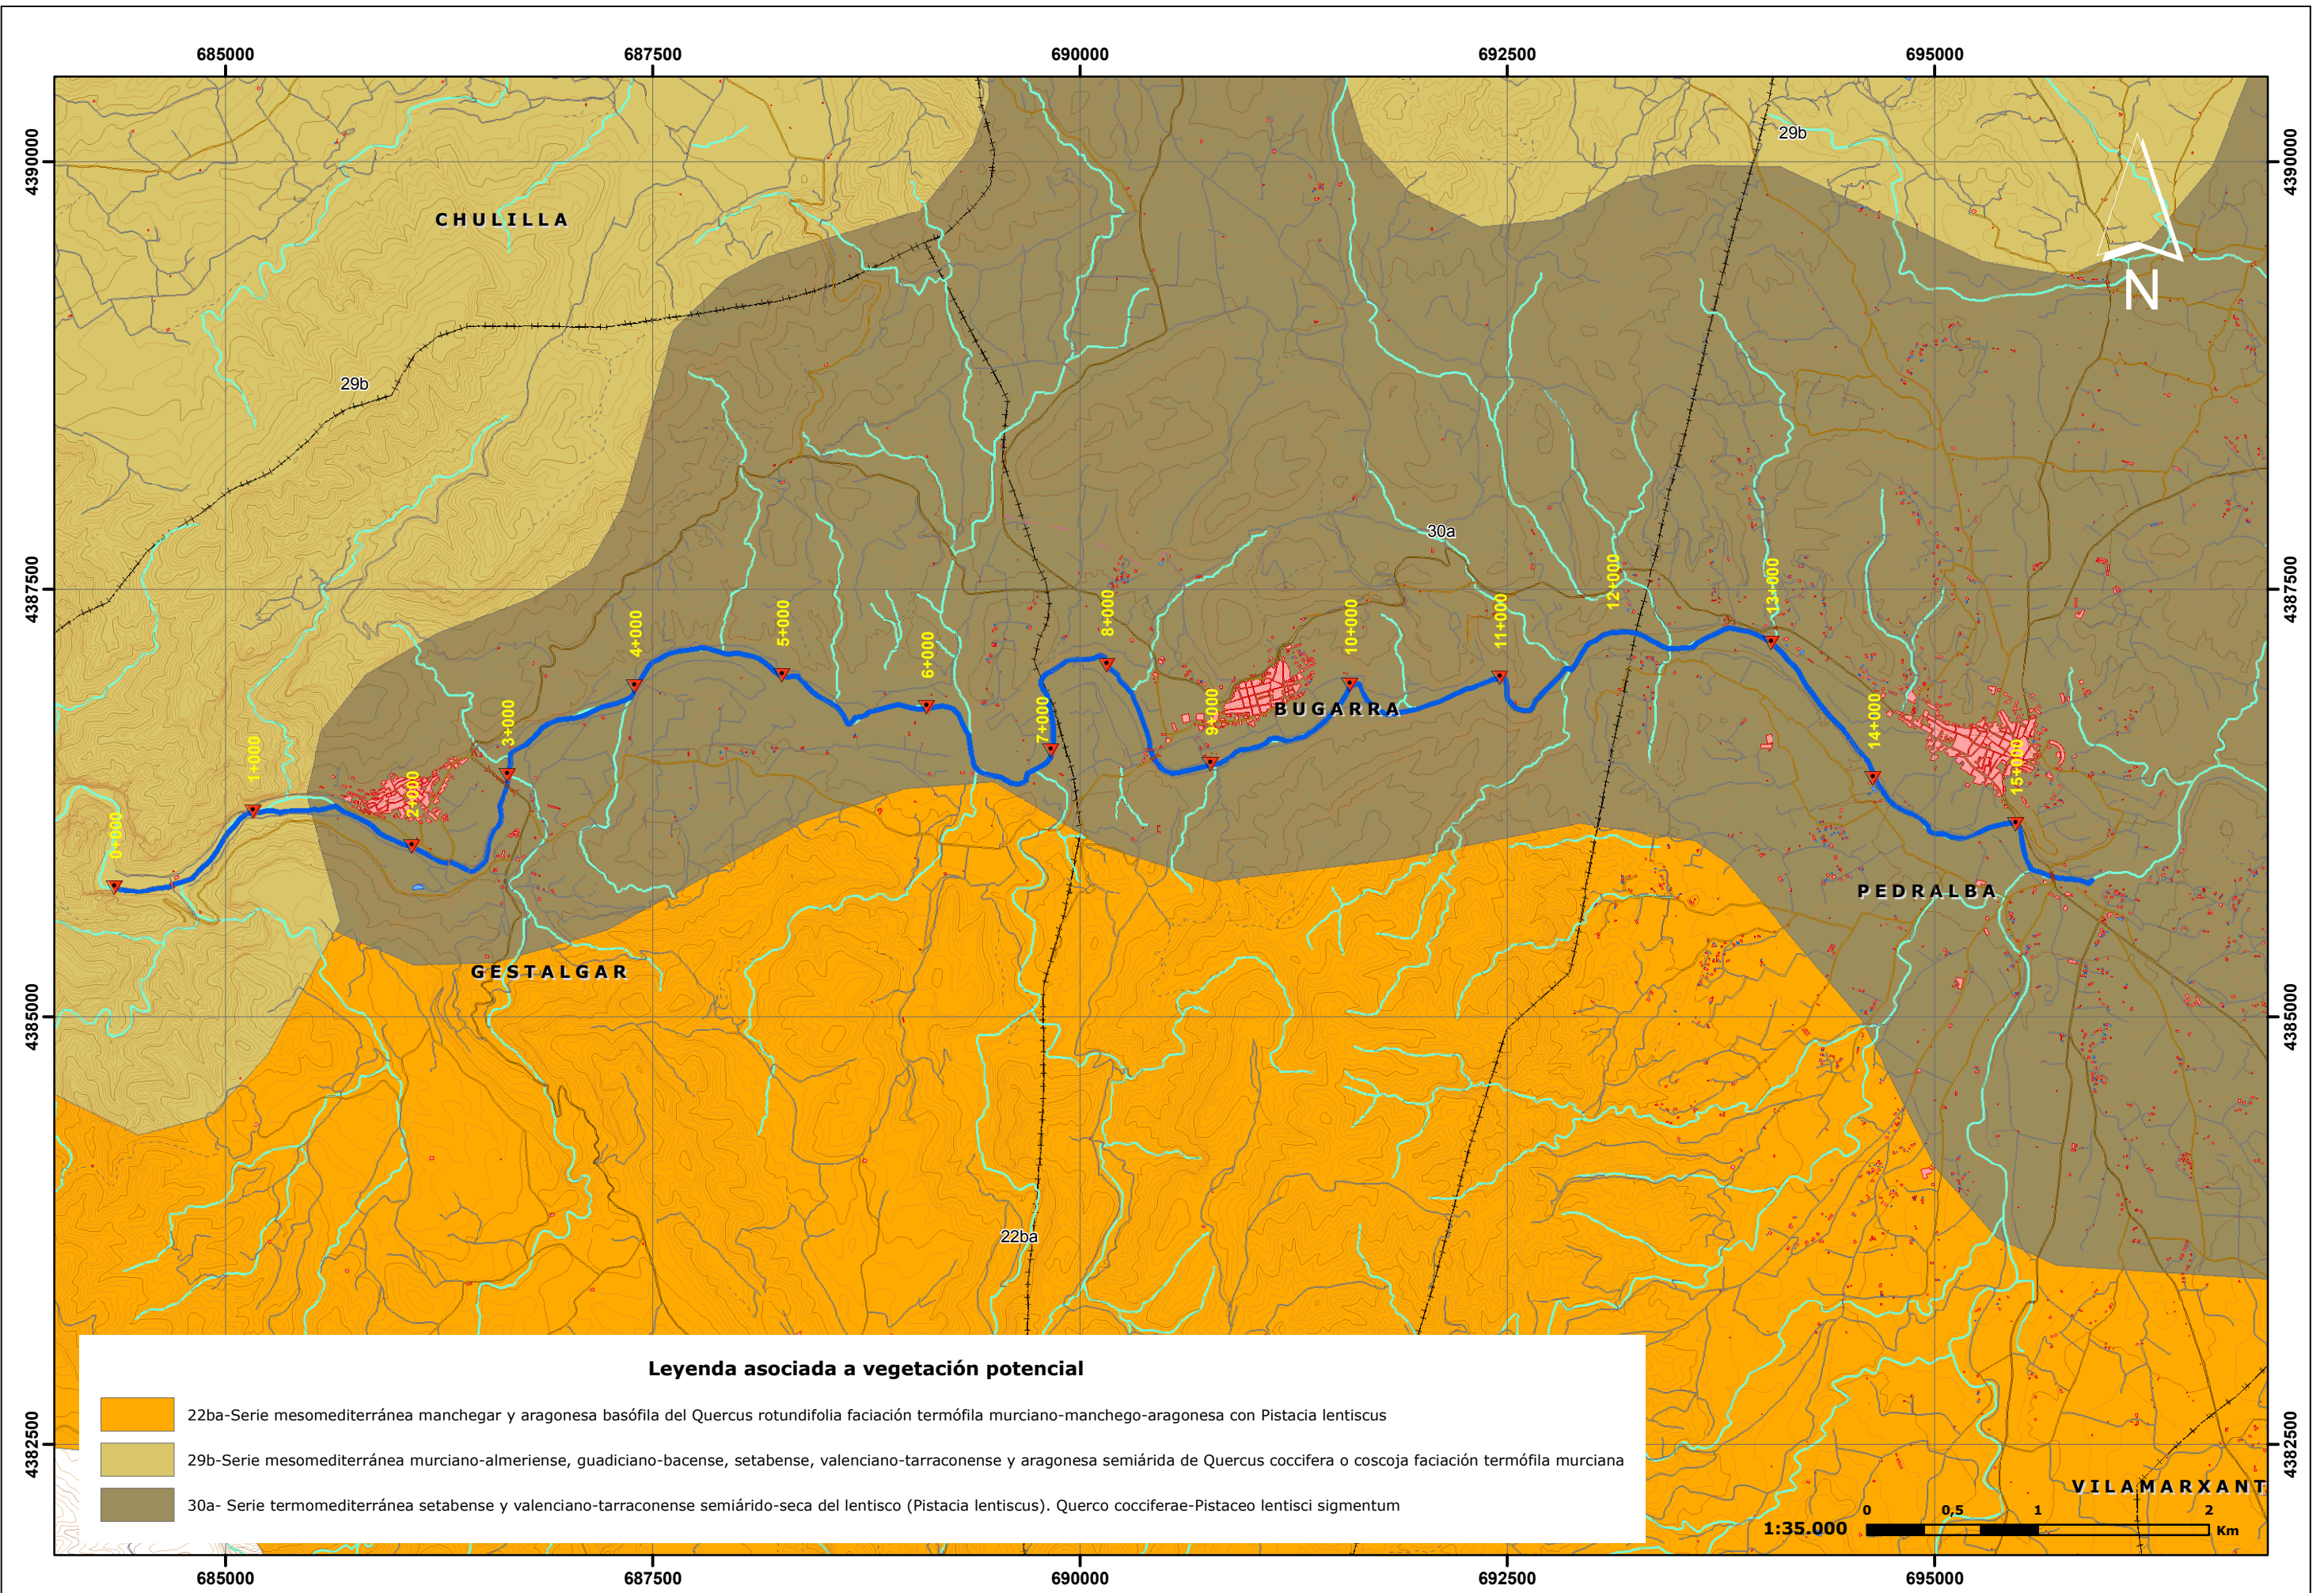 685000 687500 690000 692500 695000
4390000 4390000
29b
CHULILLA
N
29b
30a
4387500 4387500
12+000 13+000
4+000 5+000 8+000 10+000 11+000
6+000
3+000 7+000 9+000 BUGARRA 14+000
1+000 2+000 15+000
0+000
PEDRALBA
GESTALGAR
4385000 4385000
22ba
Leyenda asociada a vegetación potencial
22ba-Serie mesomediterránea manchegar y aragonesa basófila del Quercus rotundifolia faciación termófila murciano-manchego-aragonesa con Pistacia lentiscus
29b-Serie mesomediterránea murciano-almeriense, guadiciano-bacense, setabense, valenciano-tarraconense y aragonesa semiárida de Quercus coccifera o coscoja faciación termófila murciana
30a- Serie termomediterránea setabense y valenciano-tarraconense semiárido-seca del lentisco (Pistacia lentiscus). Querco cocciferae-Pistaceo lentisci sigmentum
4382500 4382500
VILAMARXANT
0 0,5 1 2
1:35.000 Km
685000 687500 690000 692500 695000